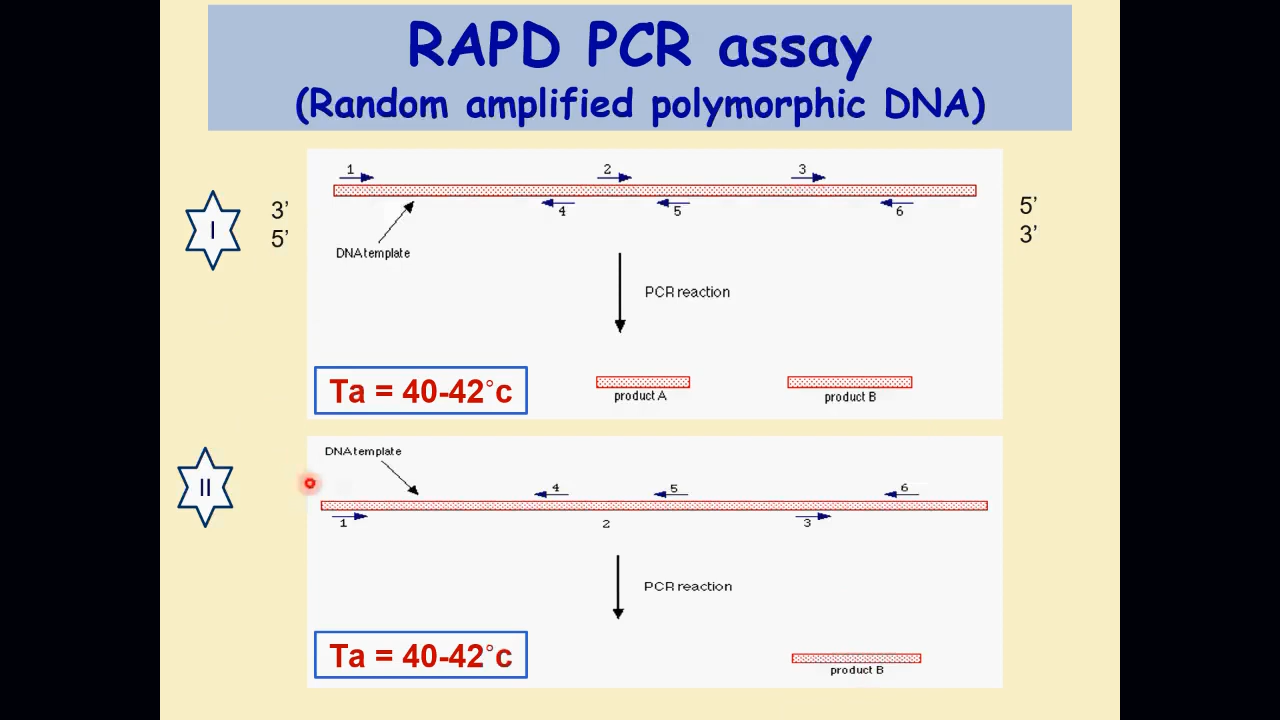 RAPD PCR assay
(Random amplified polymorphic DNA)
1 2 3
I 3’ 5’
5’ 3’
4 5 6
DNA template
PCR reaction
Ta = 40-42°c
product A product B
DNA template
II
4 5 6
1 2 3
PCR reaction
Ta = 40-42°c
product B